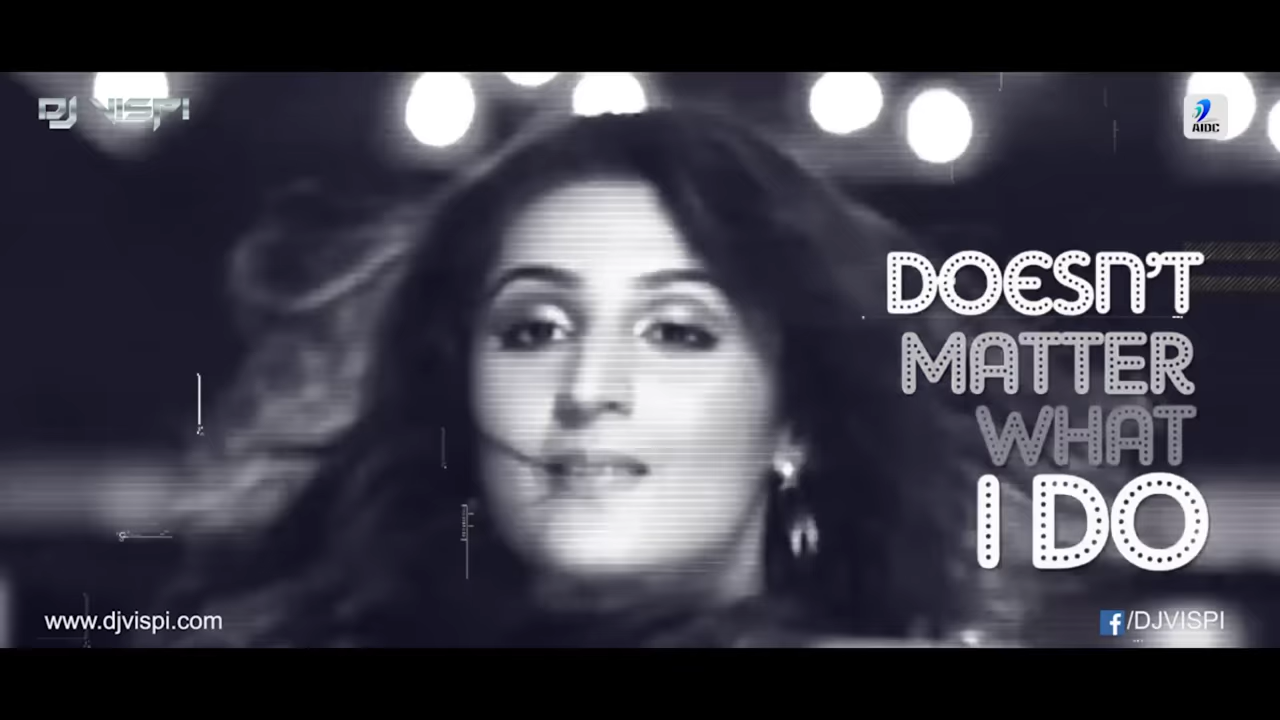 DJ VISPI
AIDC
DOESN'T
MATTER
WHAT
I DO
www.djvispi.com
f/DJVISPI